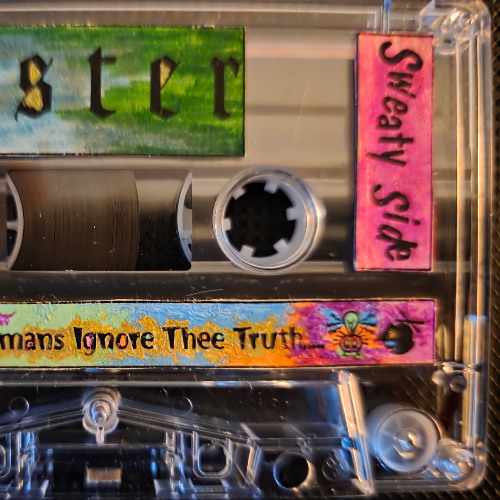 ster
Sweaty Side
mans Ignore Thee Truth...